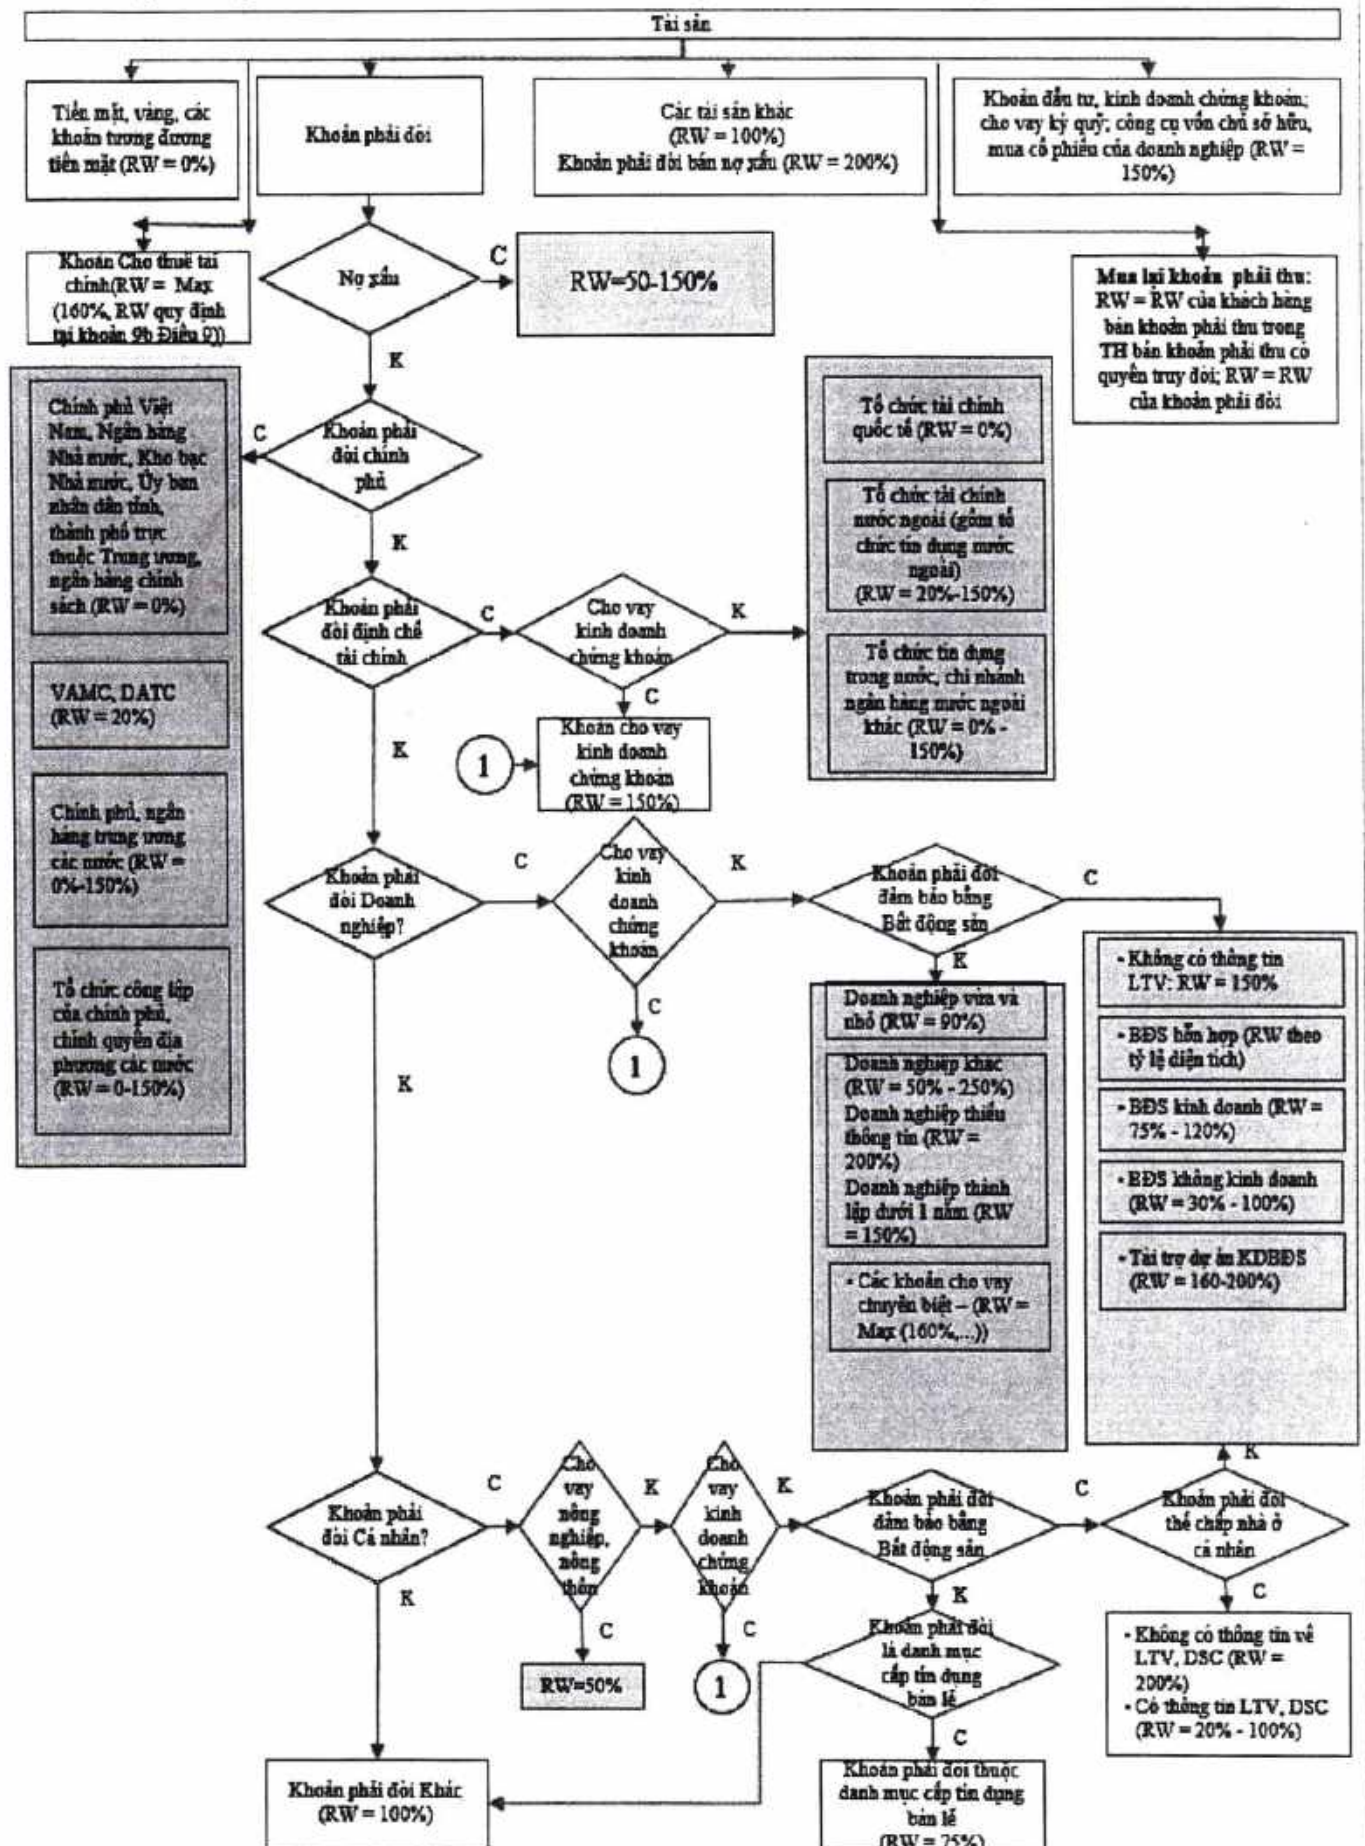 Tài sản
Tiền mặt, vàng, các
khoản tương đương
tiền mặt (RW = 0%)
Khoản phải đòi
Các tài sản khác
(RW = 100%)
Khoản phải đòi bán nợ xấu (RW = 200%)
Khoản đầu tư, kinh doanh chứng khoán;
cho vay ký quỹ; công cụ vốn chủ sở hữu,
mua cổ phiếu của doanh nghiệp (RW =
150%)
Khoản Cho thuê tài
chính(RW = Max
(160%, RW quy định
tại khoản 9b Điều 9))
Nợ xấu
C
RW=50-150%
K
Mua lại khoản phải thu:
RW = RW của khách hàng
bán khoản phải thu trong
TH bán khoản phải thu có
quyền truy đòi; RW = RW
của khoản phải đòi
Chính phủ Việt
Nam, Ngân hàng
Nhà nước, Kho bạc
Nhà nước, Ủy ban
nhân dân tỉnh,
thành phố trực
thuộc Trung ương,
ngân hàng chính
sách (RW = 0%)
VAMC, DATC
(RW = 20%)
Chính phủ, ngân
hàng trung ương
các nước (RW =
0%-150%)
Tổ chức công lập
của chính phủ,
chính quyền địa
phương các nước
(RW = 0-150%)
C
Khoản phải
đòi chính
phủ
K
Khoản phải
đòi định chế
tài chính
C
Cho vay
kinh doanh
chứng khoán
K
Tổ chức tài chính
quốc tế (RW = 0%)
Tổ chức tài chính
nước ngoài (gồm tổ
chức tín dụng nước
ngoài)
(RW = 20%-150%)
Tổ chức tín dụng
trong nước, chi nhánh
ngân hàng nước ngoài
khác (RW = 0% -
150%)
C
K
1
Khoản cho vay
kinh doanh
chứng khoán
(RW = 150%)
Khoản phải
đòi Doanh
nghiệp?
C
Cho vay
kinh
doanh
chứng
khoán
K
Khoản phải đòi
đảm bảo bằng
Bất động sản
C
K
C
1
K
Doanh nghiệp vừa và
nhỏ (RW = 90%)
Doanh nghiệp khác
(RW = 50% - 250%)
Doanh nghiệp thiếu
thông tin (RW =
200%)
Doanh nghiệp thành
lập dưới 1 năm (RW
= 150%)
- Các khoản cho vay
chuyên biệt – (RW =
Max (160%,...))
- Không có thông tin
LTV: RW = 150%
- BĐS hỗn hợp (RW theo
tỷ lệ diện tích)
- BĐS kinh doanh (RW =
75% - 120%)
- BĐS không kinh doanh
(RW = 30% - 100%)
- Tài trợ dự án KDBĐS
(RW = 160-200%)
K
Khoản phải
đòi Cá nhân?
C
Cho
vay
nông
nghiệp,
nông
thôn
K
Cho
vay
kinh
doanh
chứng
khoán
K
Khoản phải đòi
đảm bảo bằng
Bất động sản
C
Khoản phải đòi
thế chấp nhà ở
cá nhân
K
C
RW=50%
C
1
K
Khoản phải đòi
là danh mục
cấp tín dụng
bán lẻ
C
- Không có thông tin về
LTV, DSC (RW =
200%)
- Có thông tin LTV, DSC
(RW = 20% - 100%)
C
Khoản phải đòi Khác
(RW = 100%)
Khoản phải đòi thuộc
danh mục cấp tín dụng
bán lẻ
(RW = 75%)